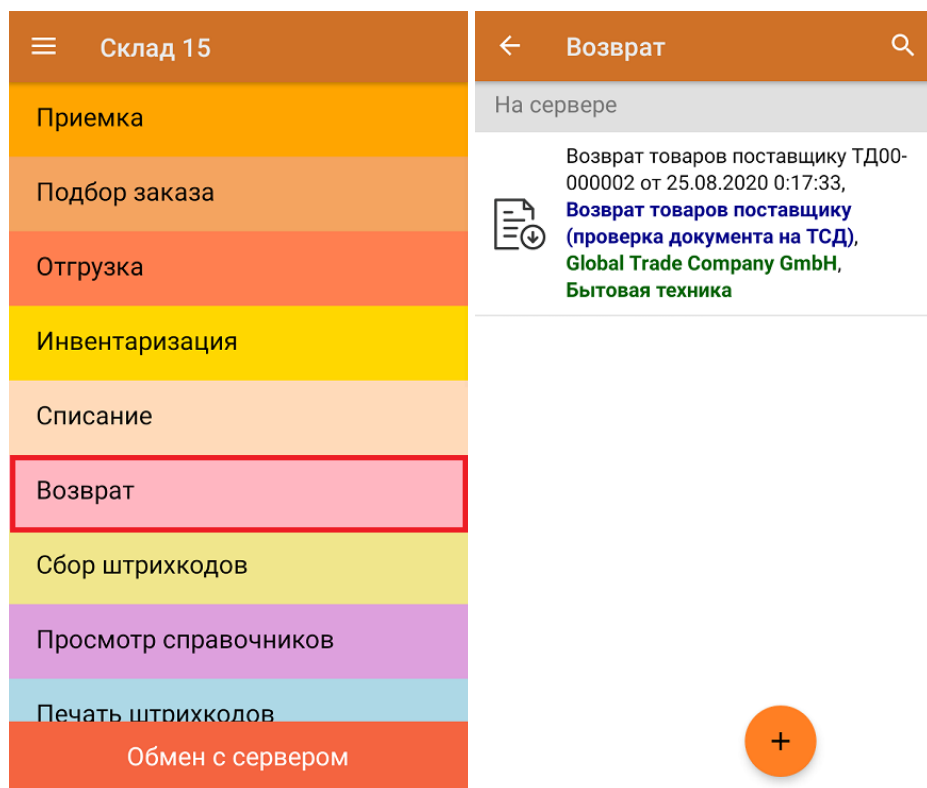 Склад 15
Приемка
Подбор заказа
Отгрузка
Инвентаризация
Списание
Возврат
Сбор штрихкодов
Просмотр справочников
Печать штрихкодов
Обмен с сервером
Возврат
На сервере
Возврат товаров поставщику ТД00-
000002 от 25.08.2020 0:17:33,
Возврат товаров поставщику
(проверка документа на ТСД),
Global Trade Company GmbH,
Бытовая техника
+